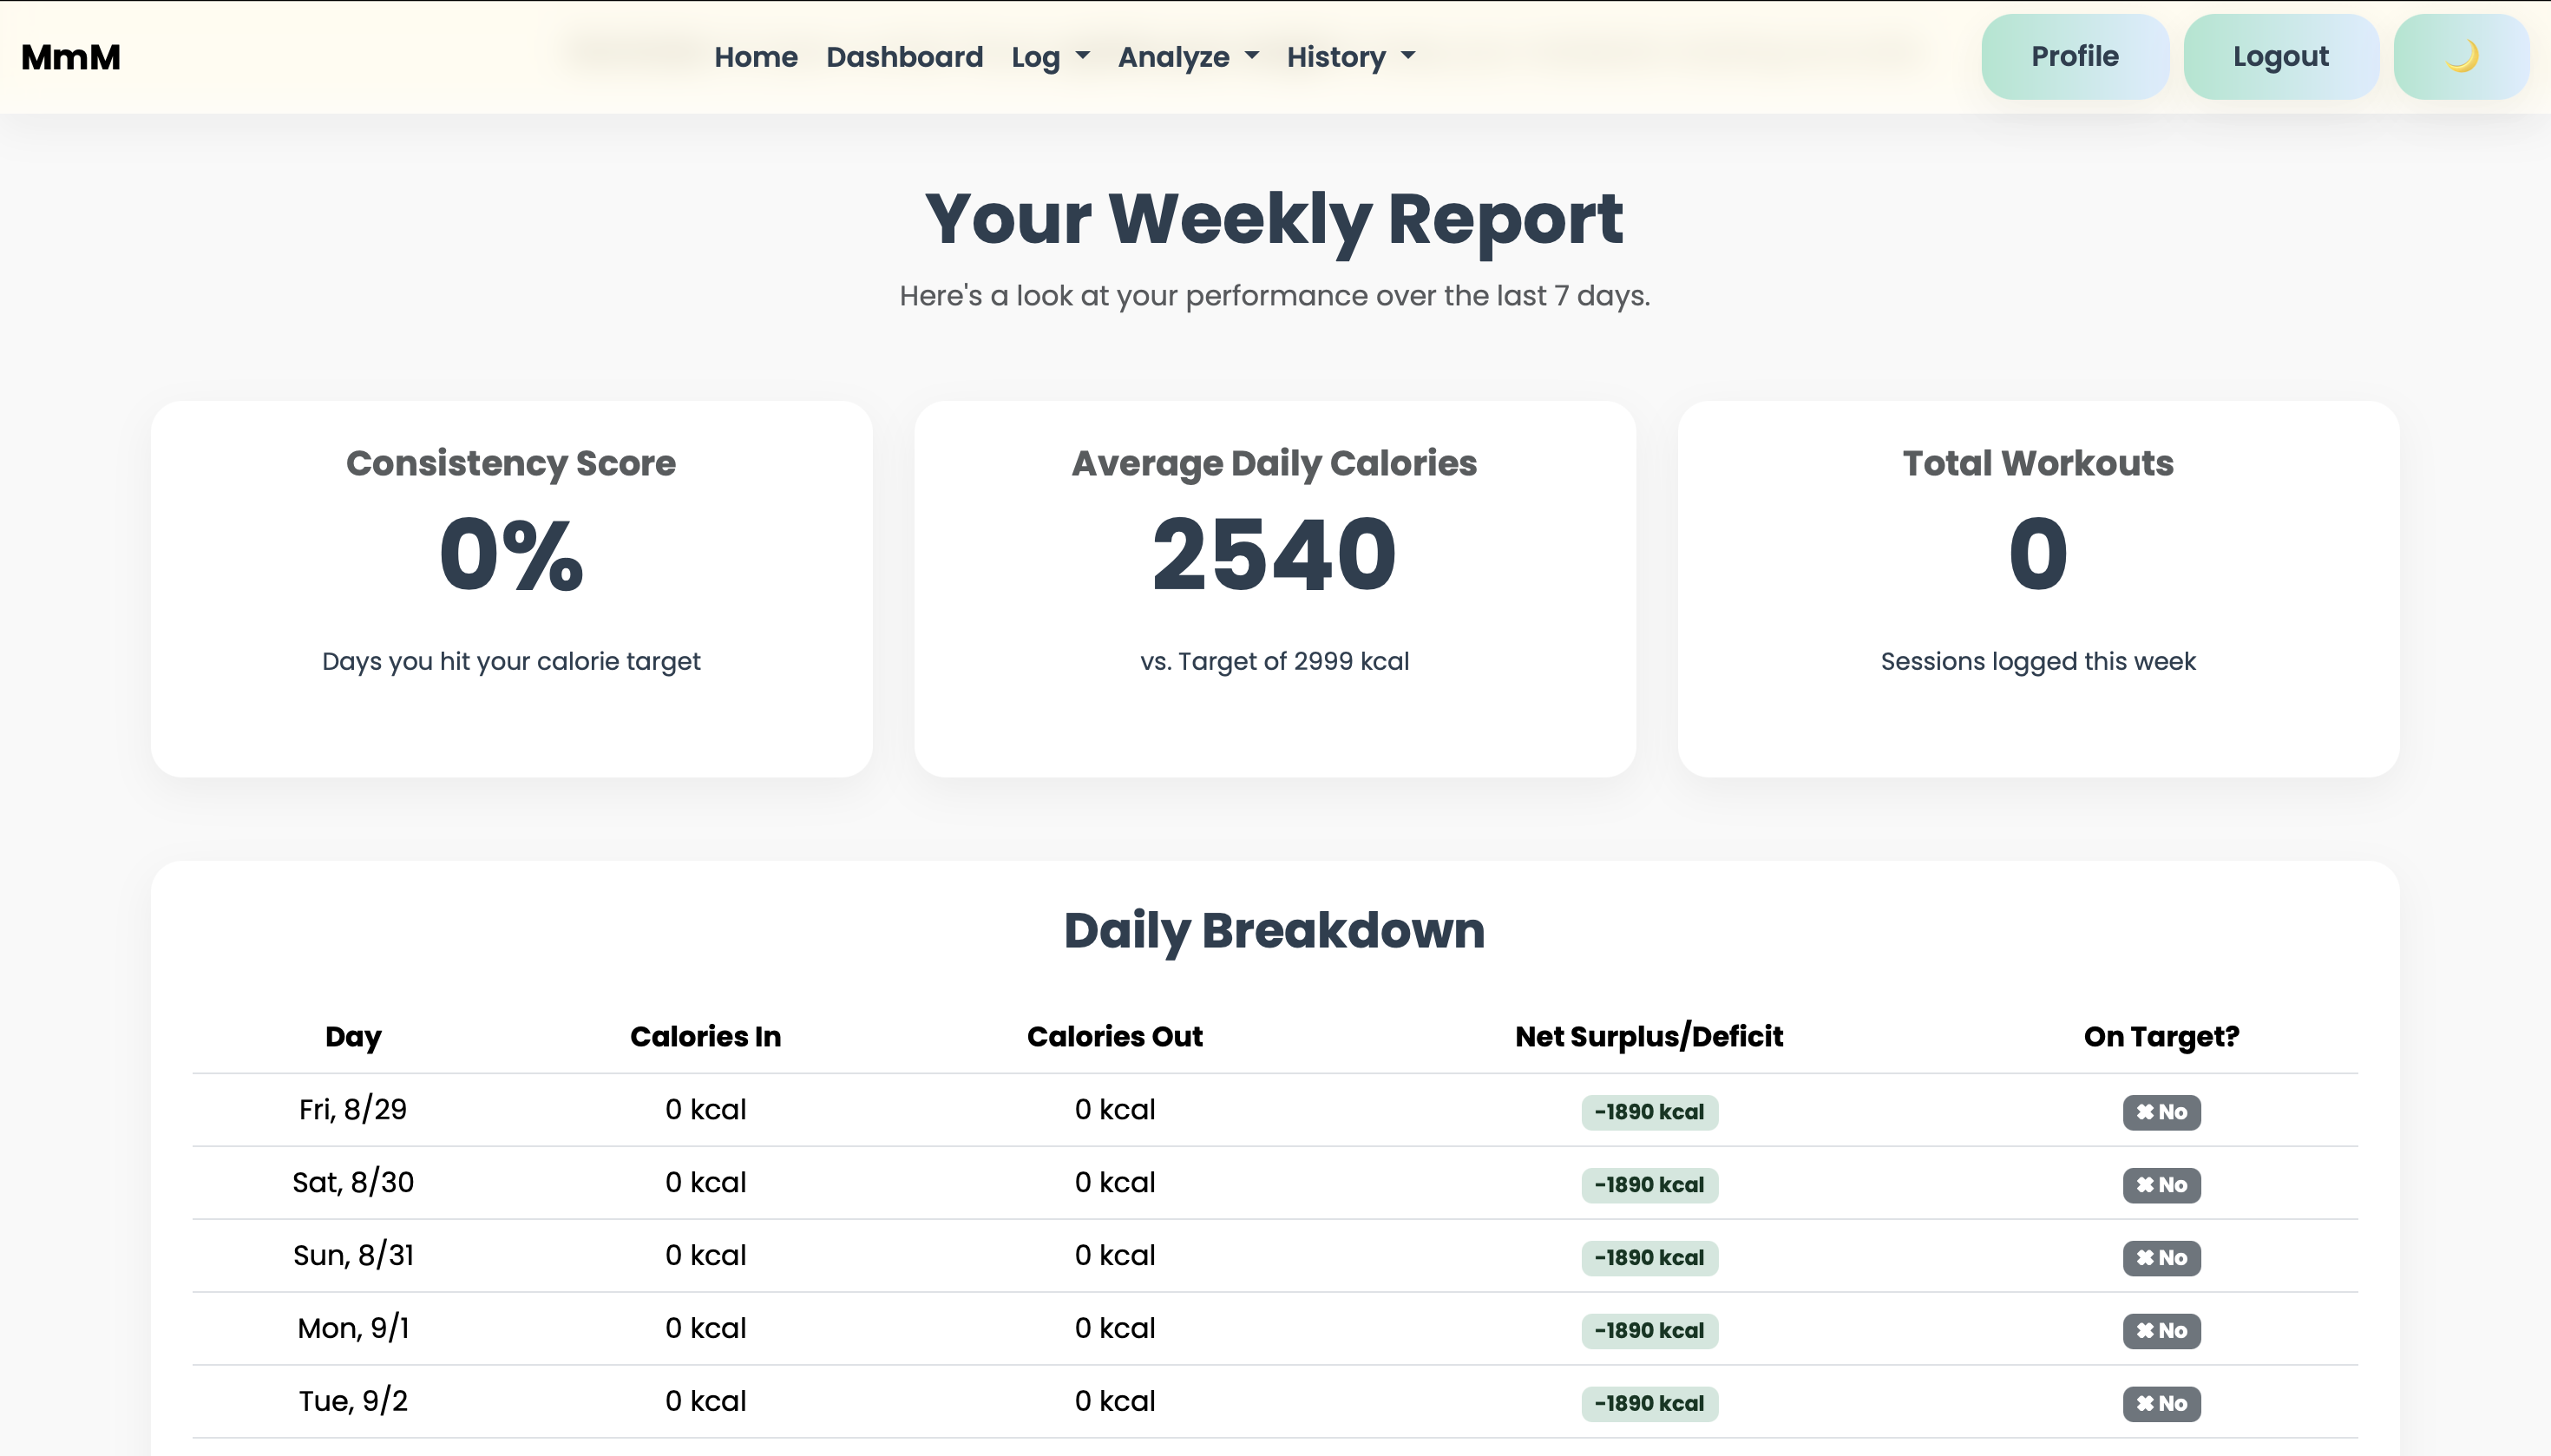 MmM Home Dashboard Log Analyze History Profile Logout
Your Weekly Report
Here's a look at your performance over the last 7 days.
Consistency Score
0%
Days you hit your calorie target
Average Daily Calories
2540
vs. Target of 2999 kcal
Total Workouts
0
Sessions logged this week
Daily Breakdown
Day Calories In Calories Out Net Surplus/Deficit On Target?
Fri, 8/29 0 kcal 0 kcal -1890 kcal ✖ No
Sat, 8/30 0 kcal 0 kcal -1890 kcal ✖ No
Sun, 8/31 0 kcal 0 kcal -1890 kcal ✖ No
Mon, 9/1 0 kcal 0 kcal -1890 kcal ✖ No
Tue, 9/2 0 kcal 0 kcal -1890 kcal ✖ No